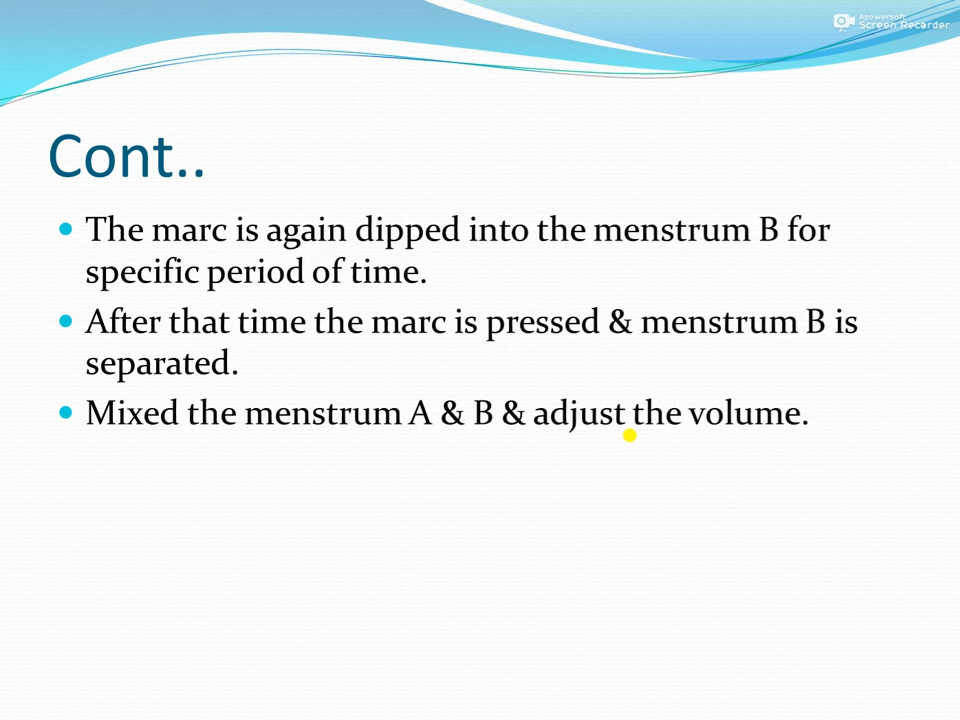 Apowersoft
Screen Recorder
Cont..
The marc is again dipped into the menstrum B for
specific period of time.
After that time the marc is pressed & menstrum B is
separated.
Mixed the menstrum A & B & adjust the volume.